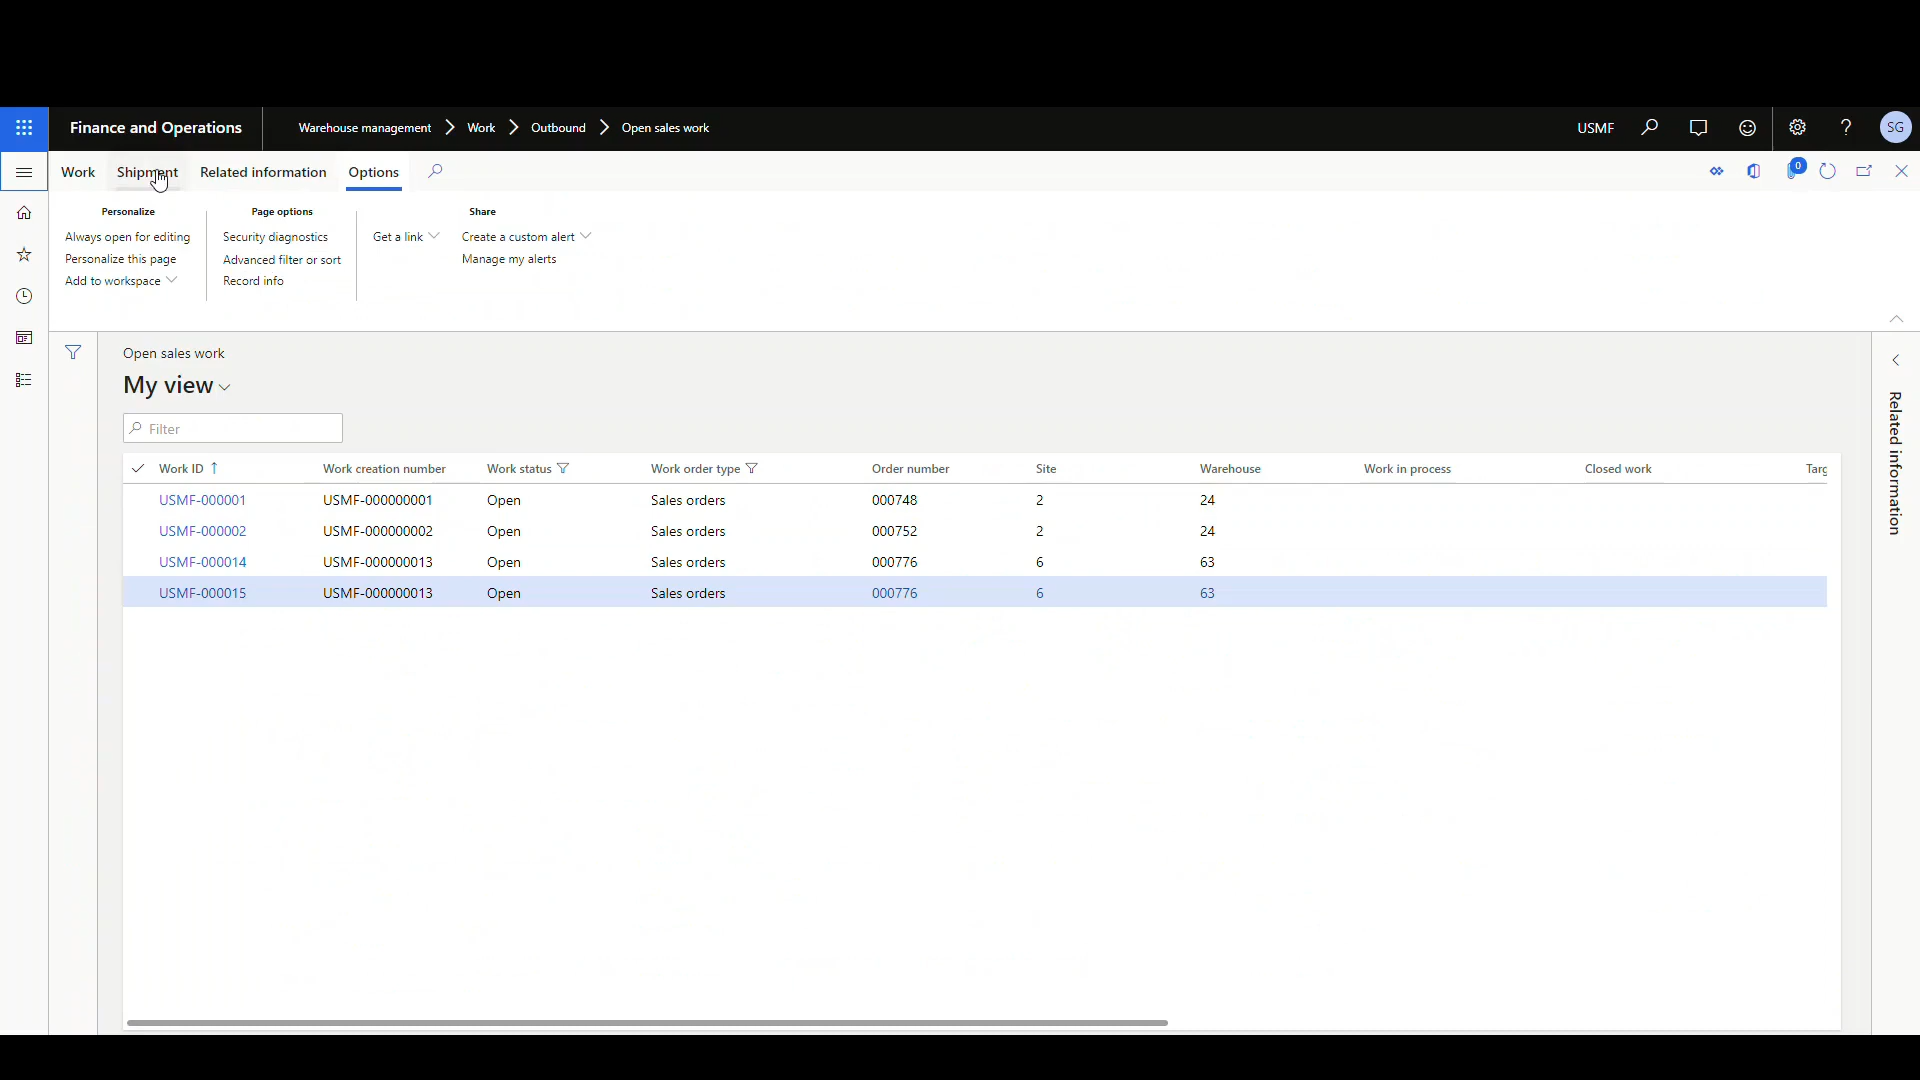 Finance and Operations Warehouse management Work Outbound Open sales work USMF ? SG
Work Shipment Related information Options 0
Personalize Page options Share
Always open for editing Security diagnostics Get a link Create a custom alert
Personalize this page Advanced filter or sort Manage my alerts
Add to workspace Record info
Open sales work
My view
Filter
Work ID Work creation number Work status Work order type Order number Site Warehouse Work in process Closed work Targ
USMF-000001 USMF-000000001 Open Sales orders 000748 2 24
USMF-000002 USMF-000000002 Open Sales orders 000752 2 24
USMF-000014 USMF-000000013 Open Sales orders 000776 6 63
USMF-000015 USMF-000000013 Open Sales orders 000776 6 63
Related information